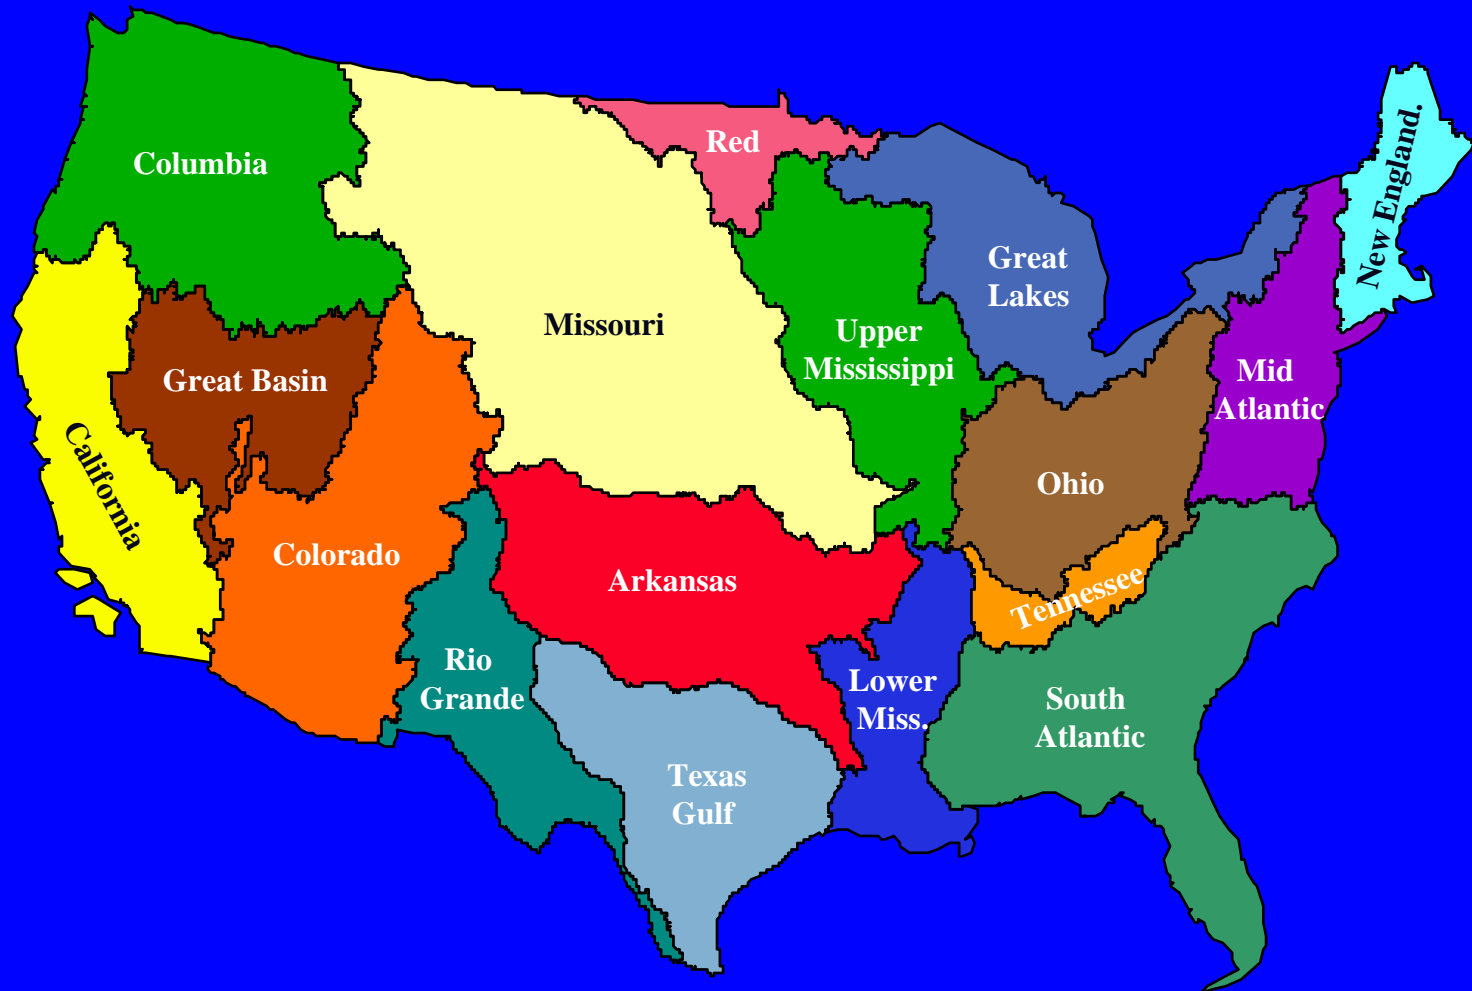 New England.
Red
Columbia
Great
Lakes
Missouri
Upper
Mississippi
Great Basin
Mid
Atlantic
California
Ohio
Colorado
Arkansas
Tennessee
Rio
Grande
Lower
Miss.
South
Atlantic
Texas
Gulf